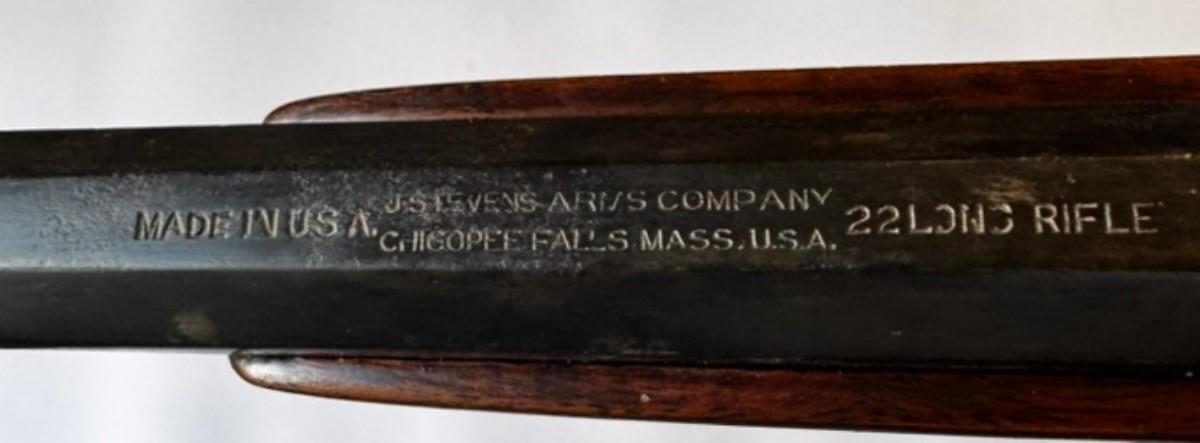 MADE IN U.S.A.
J. STEVENS ARMS COMPANY
CHICOPEE FALLS. MASS. U.S.A.
22 LONG RIFLE